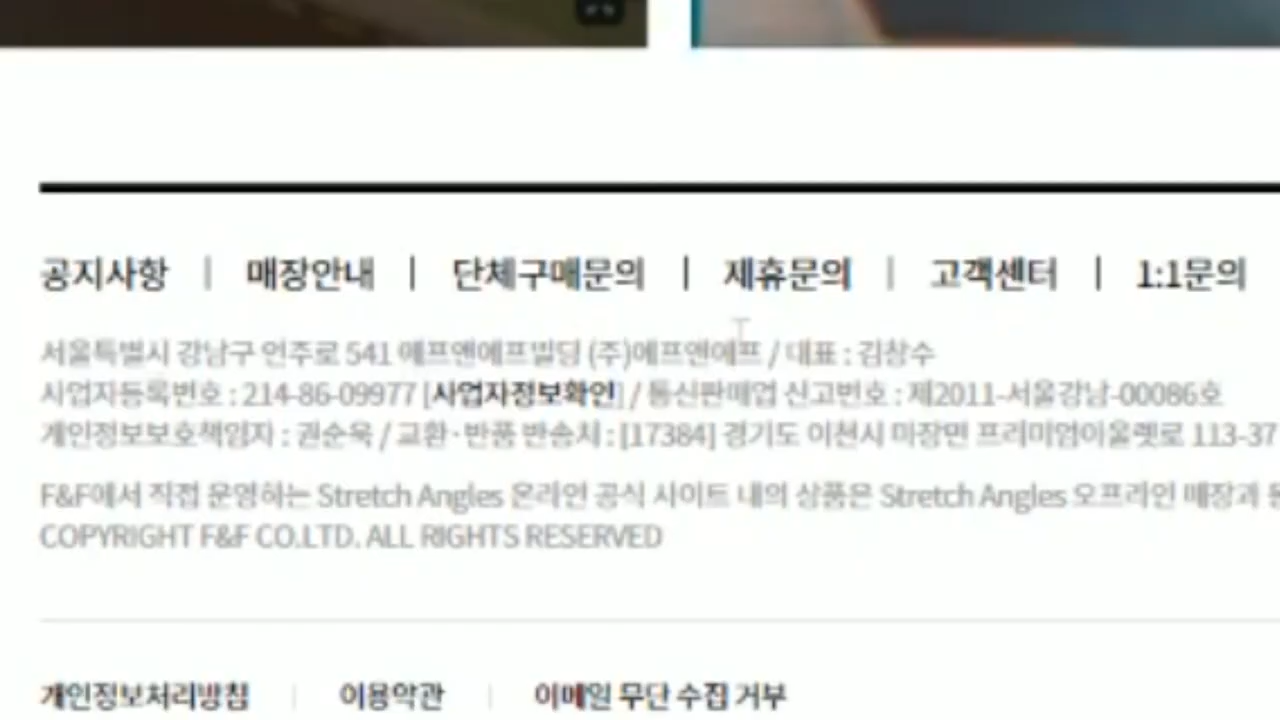 공지사항 | 매장안내 | 단체구매문의 | 제휴문의 | 고객센터 | 1:1문의
서울특별시 강남구 언주로 541 에프앤에프빌딩 (주)에프앤에프 / 대표 : 김창수
사업자등록번호 : 214-86-09977 [사업자정보확인] / 통신판매업 신고번호 : 제2011-서울강남-00086호
개인정보보호책임자 : 권순욱 / 교환·반품 반송처 : [17384] 경기도 이천시 마장면 프리미엄아울렛로 113-37
F&F에서 직접 운영하는 Stretch Angles 온라인 공식 사이트 내의 상품은 Stretch Angles 오프라인 매장과
COPYRIGHT F&F CO.LTD. ALL RIGHTS RESERVED
개인정보처리방침 | 이용약관 | 이메일 무단 수집 거부